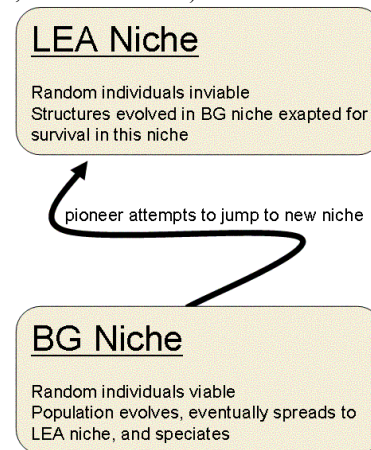 LEA Niche
Random individuals inviable
Structures evolved in BG niche exapted for
survival in this niche
pioneer attempts to jump to new niche
BG Niche
Random individuals viable
Population evolves, eventually spreads to
LEA niche, and speciates